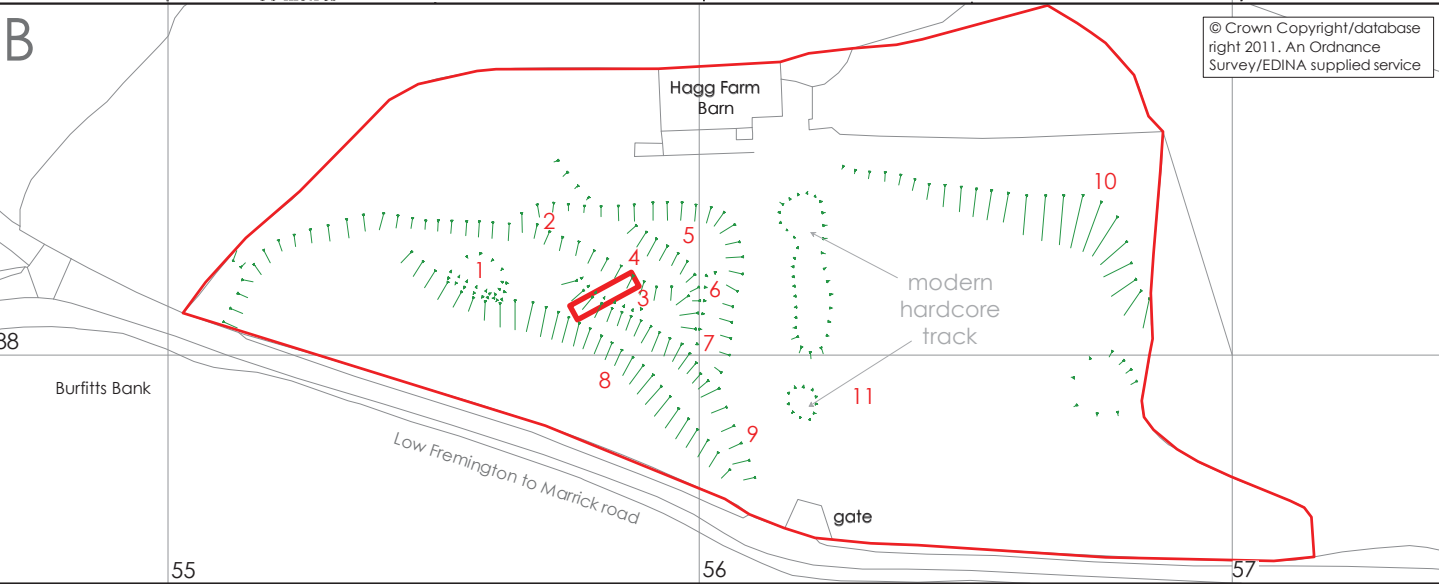 B
© Crown Copyright/database
right 2011. An Ordnance
Survey/EDINA supplied service
Hagg Farm
Barn
10
2
5
4
1
6
3
modern
hardcore
track
7
38
8
Burfitts Bank
11
9
Low Fremington to Marrick road
gate
55
56
57